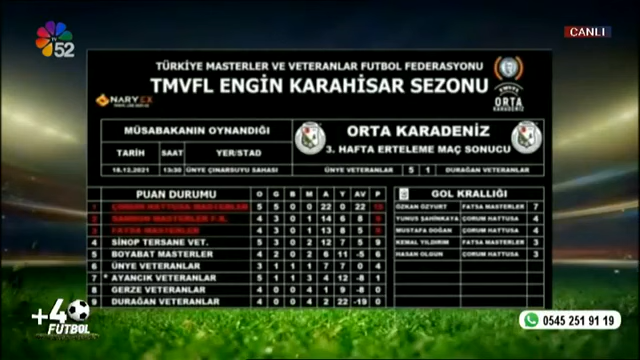 TV 52
CANLI
TÜRKİYE MASTERLER VE VETERANLAR FUTBOL FEDERASYONU
TMVFL ENGİN KARAHİSAR SEZONU
NARYEX
ORTA
KARADENİZ
MÜSABAKANIN OYNANDIĞI
ORTA KARADENİZ
3. HAFTA ERTELEME MAÇ SONUCU
TARİH SAAT YER/STAD
18.12.2021 13:30 ÜNYE ÇINARSUYU SAHASI ÜNYE VETERANLAR 5 1 DURAĞAN VETERANLAR
PUAN DURUMU O G B M A Y AV P
1 ÇORUM HATTUSA MASTERLER 5 5 0 0 22 0 22
2 SAMSUN MASTERLER F.K. 4 3 0 1 14 6 8 9
3 FATSA MASTERLER 4 3 0 1 13 8 5 9
4 SİNOP TERSANE VET. 5 3 0 2 12 7 5 9
5 BOYABAT MASTERLER 4 2 0 2 6 11 -5 6
6 ÜNYE VETERANLAR 3 1 1 1 7 7 0 4
7 * AYANCIK VETERANLAR 5 1 1 3 4 12 -8 1
8 GERZE VETERANLAR 4 0 0 4 1 9 -8 0
9 DURAĞAN VETERANLAR 4 0 0 4 2 22 -19 0
GOL KRALLIĞI
ÖZKAN ÖZYURT FATSA MASTERLER 7
YUNUS ŞAHİNKAYA ÇORUM HATTUSA 4
MUSTAFA DOĞAN ÇORUM HATTUSA 4
KEMAL YILDIRIM FATSA MASTERLER 3
HASAN OLGUN ÇORUM HATTUSA 3
+40
FUTBOL
0545 251 91 19